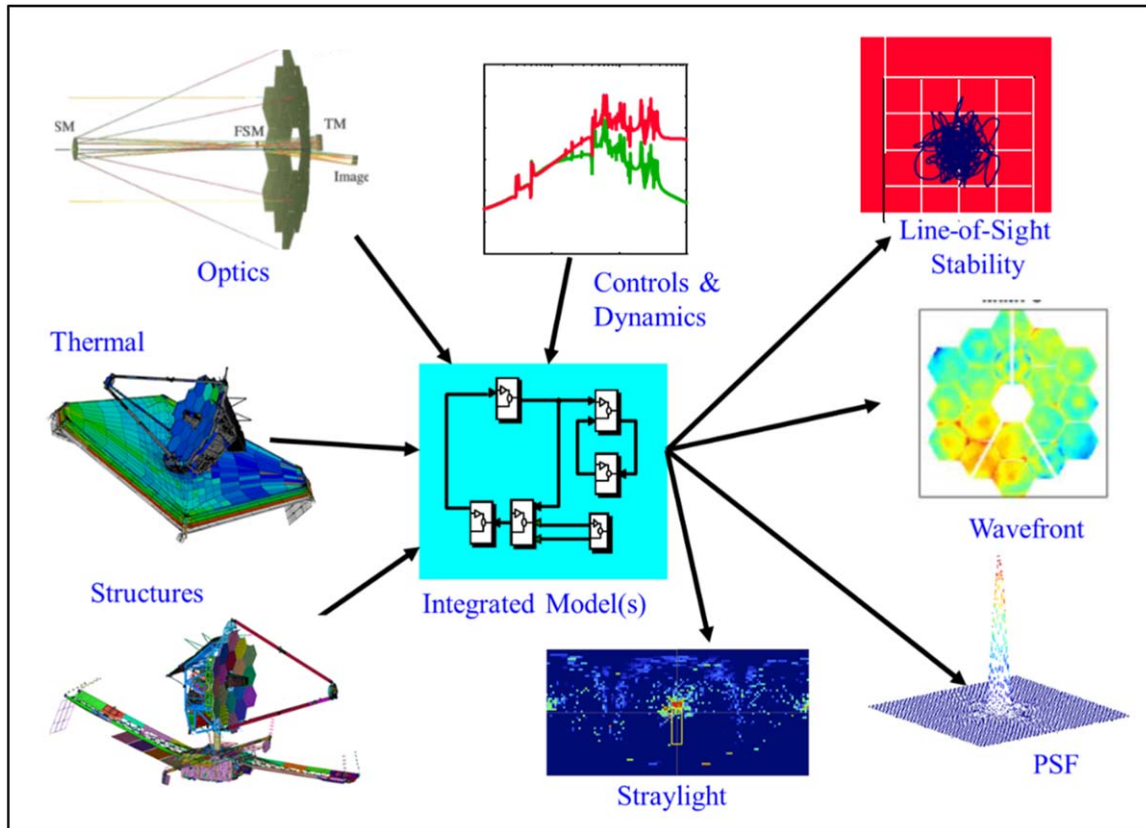 SM
FSM
TM
Image
Optics
Controls &
Dynamics
Line-of-Sight
Stability
Thermal
Structures
Integrated Model(s)
Wavefront
Straylight
PSF